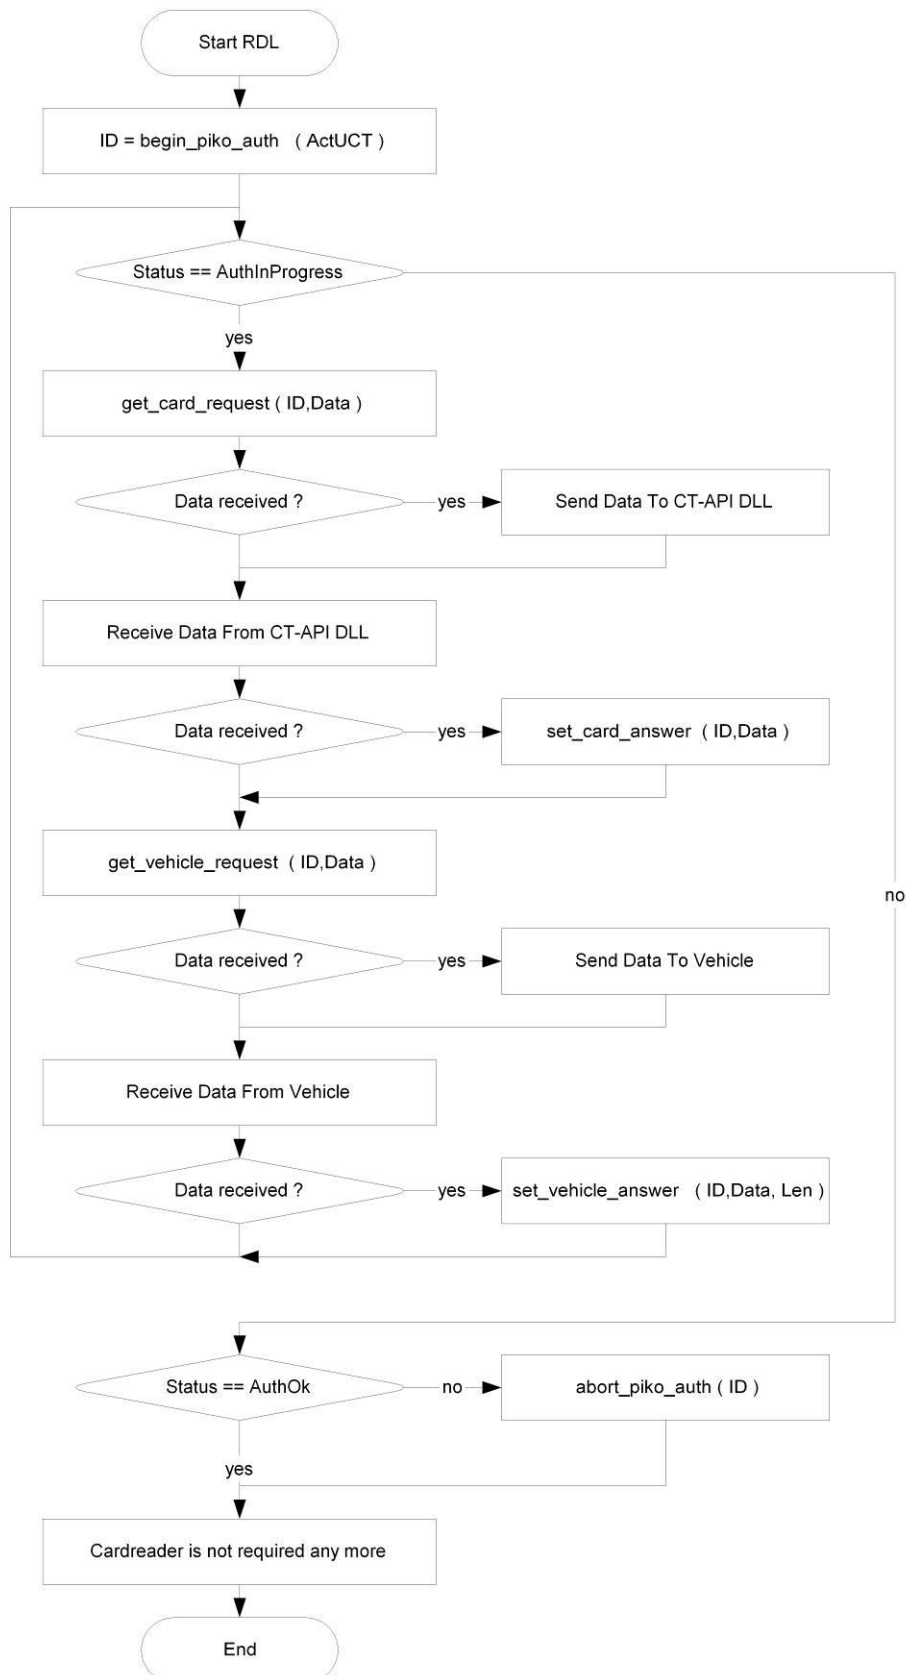 Start RDL
ID = begin_piko_auth ( ActUCT )
Status == AuthInProgress
yes
get_card_request ( ID,Data )
Data received ?
yes
Send Data To CT-API DLL
Receive Data From CT-API DLL
Data received ?
yes
set_card_answer ( ID,Data )
get_vehicle_request ( ID,Data )
no
Data received ?
yes
Send Data To Vehicle
Receive Data From Vehicle
Data received ?
yes
set_vehicle_answer ( ID,Data, Len )
Status == AuthOk
no
abort_piko_auth ( ID )
yes
Cardreader is not required any more
End